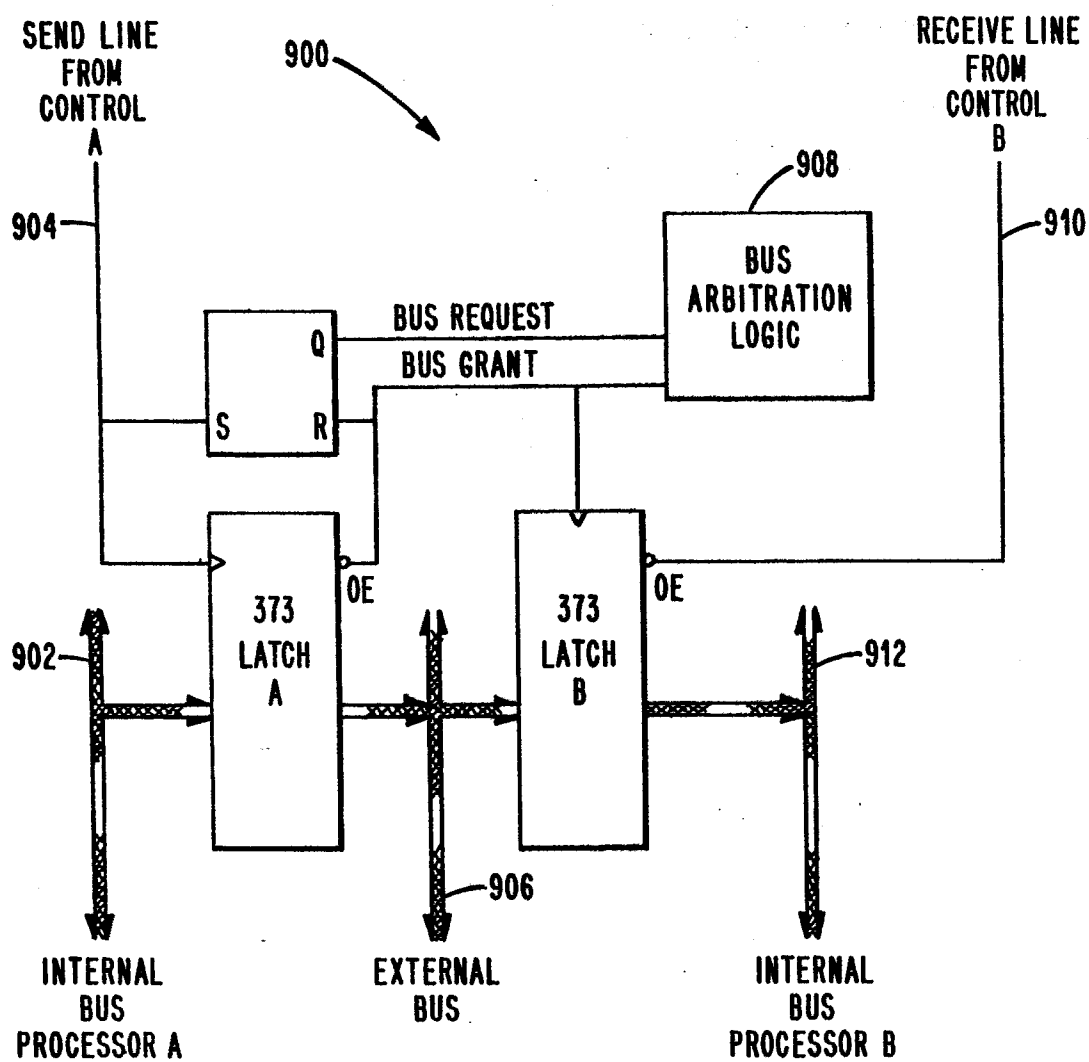 SEND LINE
FROM
CONTROL
A
900
RECEIVE LINE
FROM
CONTROL
B
904
908
910
BUS
ARBITRATION
LOGIC
BUS REQUEST
BUS GRANT
Q
S
R
OE
OE
373
LATCH
A
373
LATCH
B
902
912
906
INTERNAL
BUS
PROCESSOR A
EXTERNAL
BUS
INTERNAL
BUS
PROCESSOR B